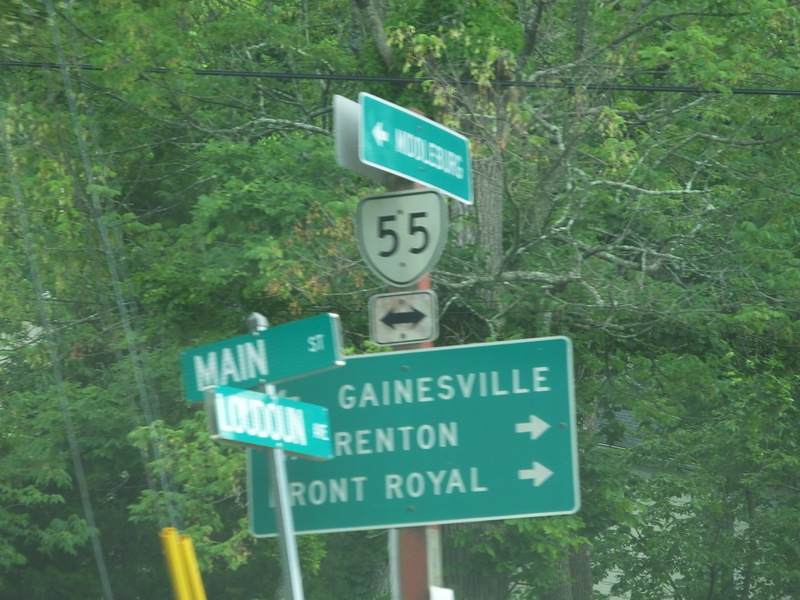 MIDDLEBURG
55
MAIN ST
LOUDOUN AVE
GAINESVILLE
RENTON
RONT ROYAL